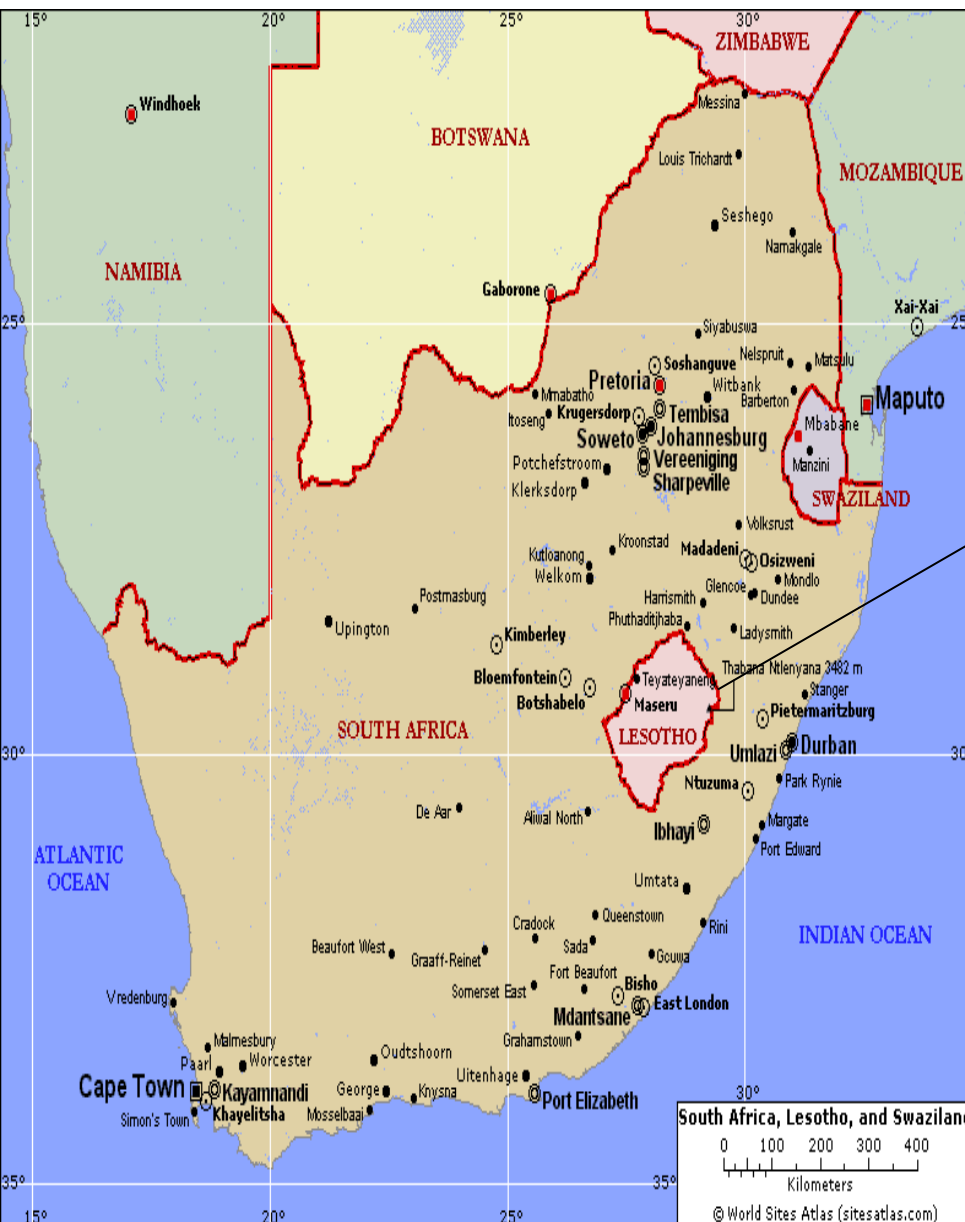 15° 20° 25° 30°
ZIMBABWE
Messina
Windhoek
BOTSWANA
Louis Trichardt
MOZAMBIQUE
Seshego
Namakgale
NAMIBIA
Gaborone
Xai-Xai
25° 25
Siyabuswa
Nelspruit
Matsulu
Soshanguve
Pretoria
Witbank
Barberton
Mmabatho
Maputo
Itoseng
Krugersdorp
Tembisa
Mbabane
Soweto
Johannesburg
Vereeniging
Manzini
Potchefstroom
Sharpeville
Klerksdorp
SWAZILAND
Volksrust
Kroonstad
Madadeni
Kutloanong
Osizweni
Welkom
Mondlo
Glencoe
Dundee
Harrismith
Postmasburg
Phuthaditjhaba
Upington
Ladysmith
Kimberley
Thabana Ntlenyana 3482 m
Bloemfontein
Teyateyaneng
Stanger
Botshabelo
Maseru
Pietermaritzburg
SOUTH AFRICA
LESOTHO
Umlazi
Durban
30° 30
Ntuzuma
Park Rynie
De Aar
Aliwal North
Ibhayi
Margate
Port Edward
ATLANTIC
OCEAN
Umtata
Queenstown
Cradock
Rini
INDIAN OCEAN
Beaufort West
Sada
Graaff-Reinet
Gcuwa
Fort Beaufort
Bisho
Somerset East
Vredenburg
East London
Mdantsane
Grahamstown
Malmesbury
Oudtshoorn
Worcester
Paarl
Uitenhage
Cape Town
Kayamnandi
George
Knysna
Port Elizabeth
30°
Khayelitsha
Mosselbaai
Simon's Town
South Africa, Lesotho, and Swaziland
0 100 200 300 400
Kilometers
© World Sites Atlas (sitesatlas.com)
35° 35°
15° 20° 25°